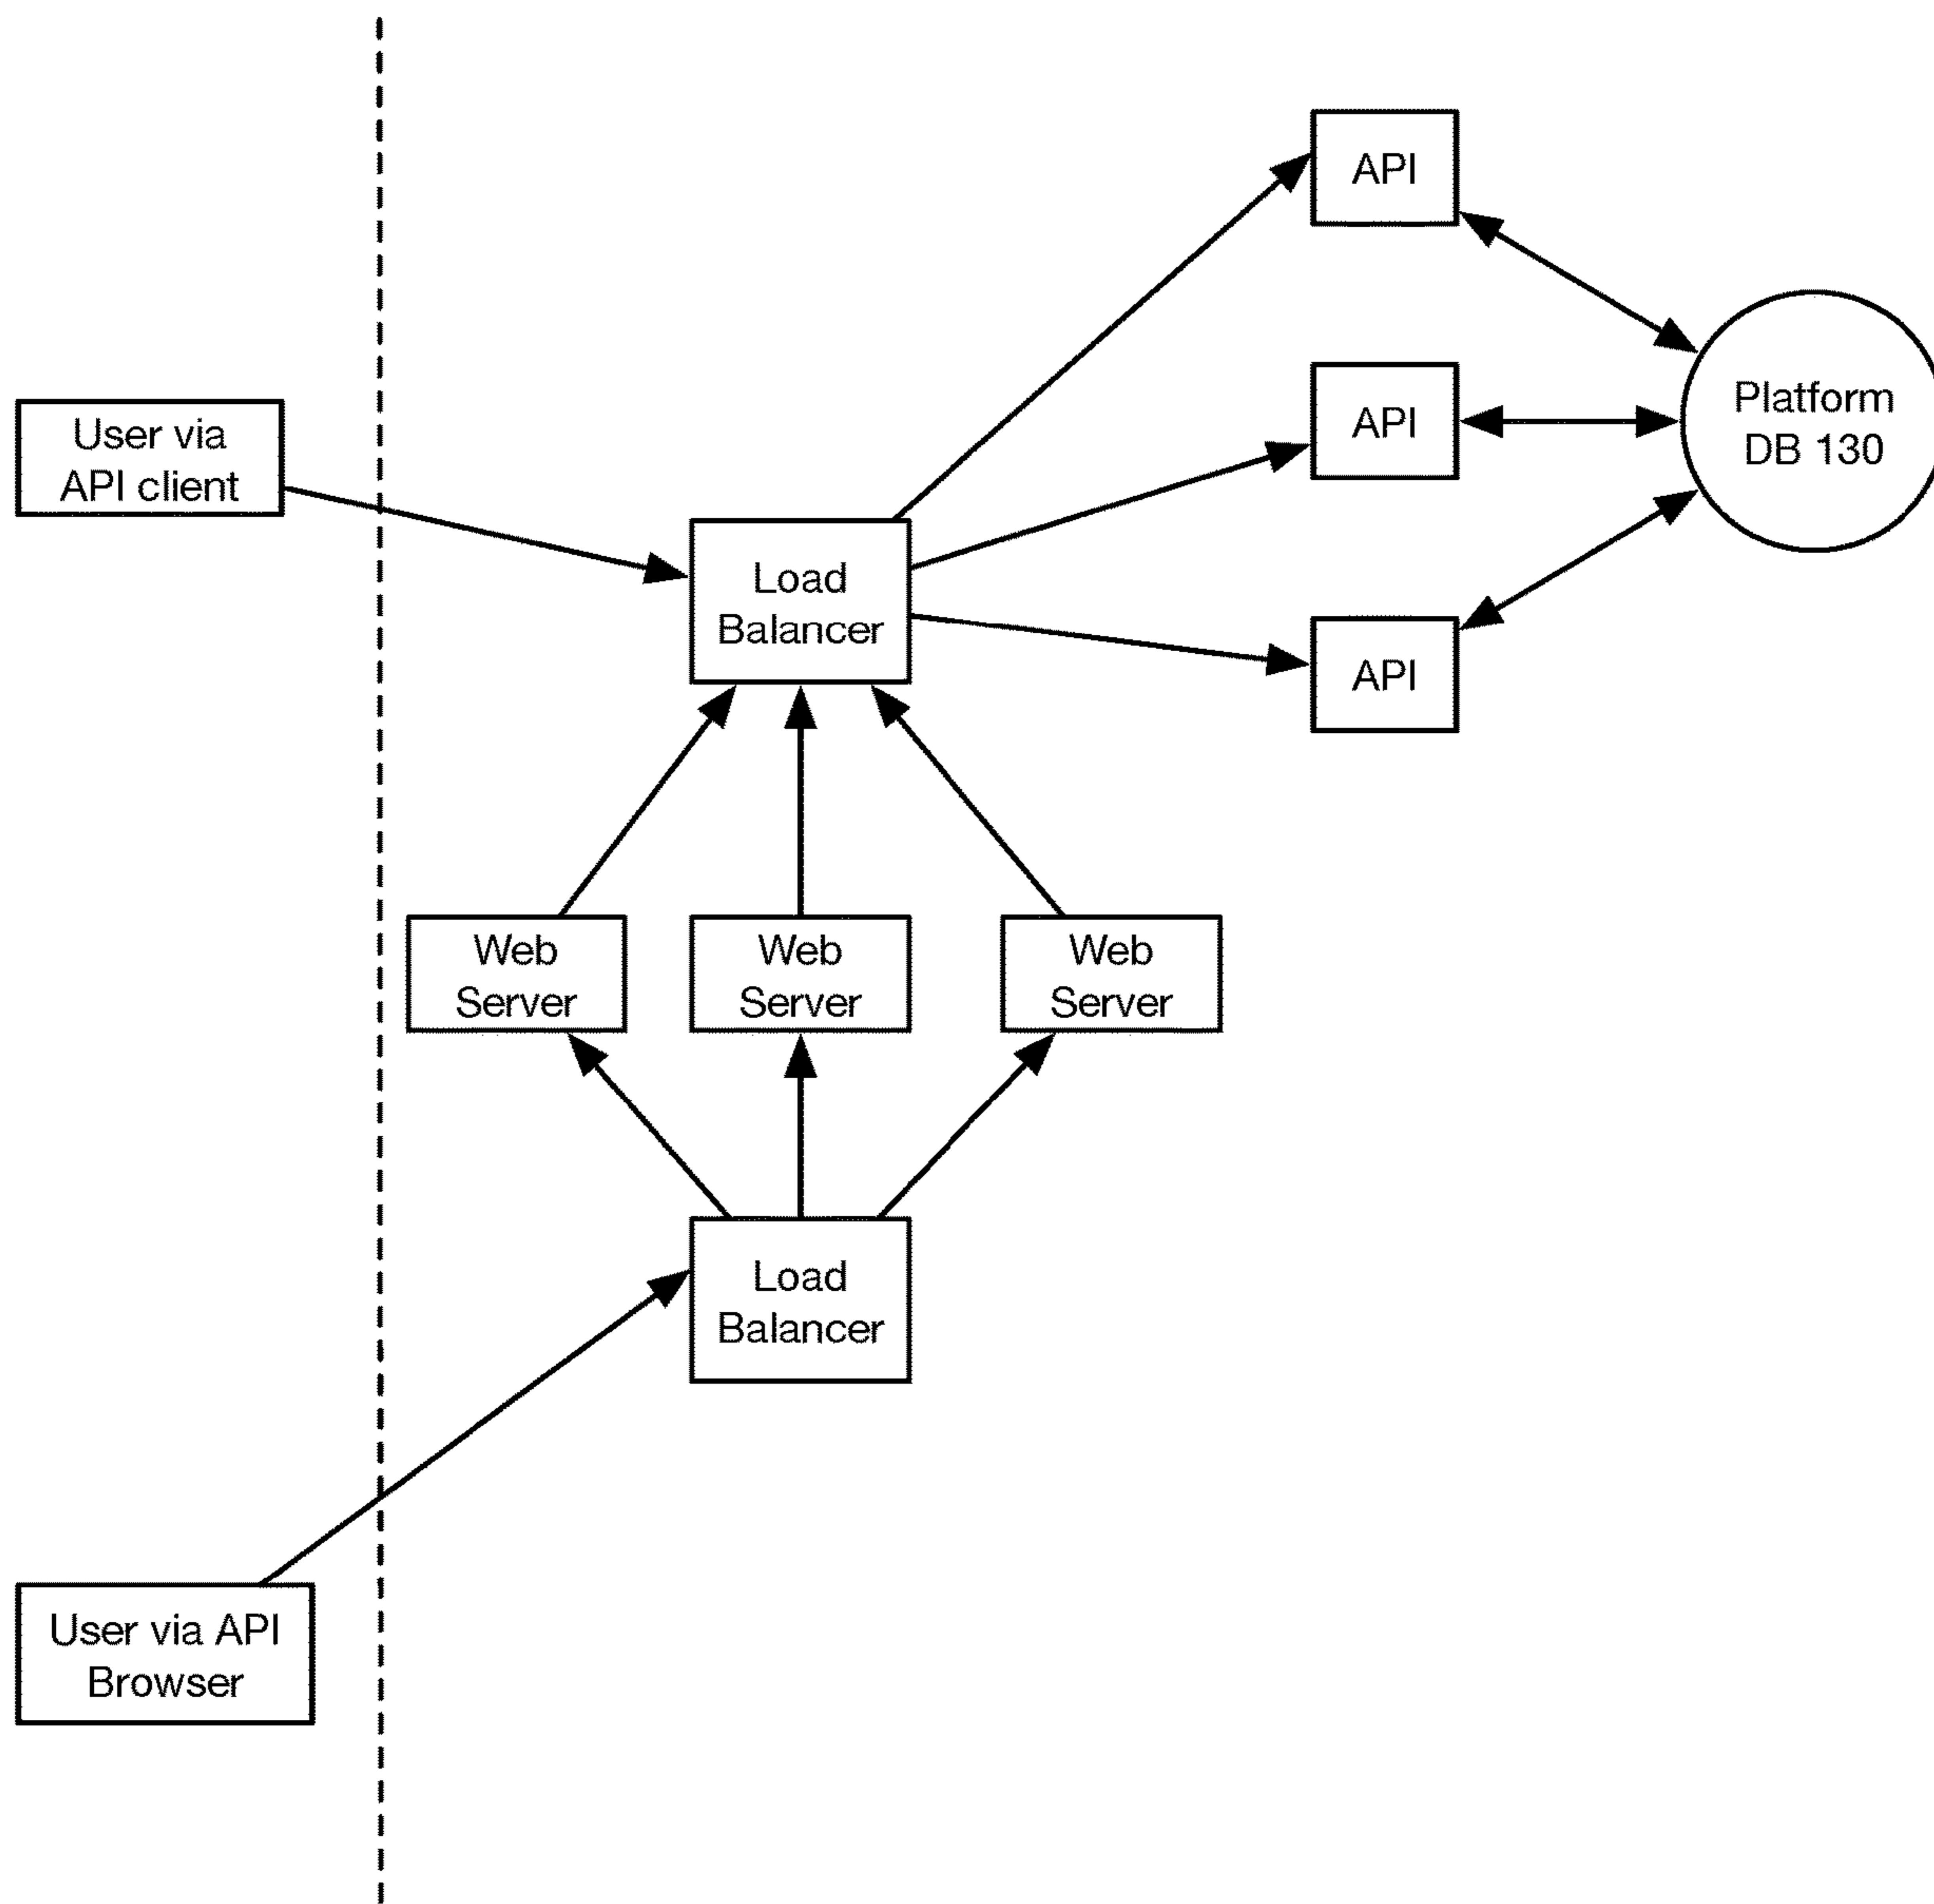 API
User via
API client
API
Platform
DB 130
Load
Balancer
API
Web
Server
Web
Server
Web
Server
Load
Balancer
User via API
Browser